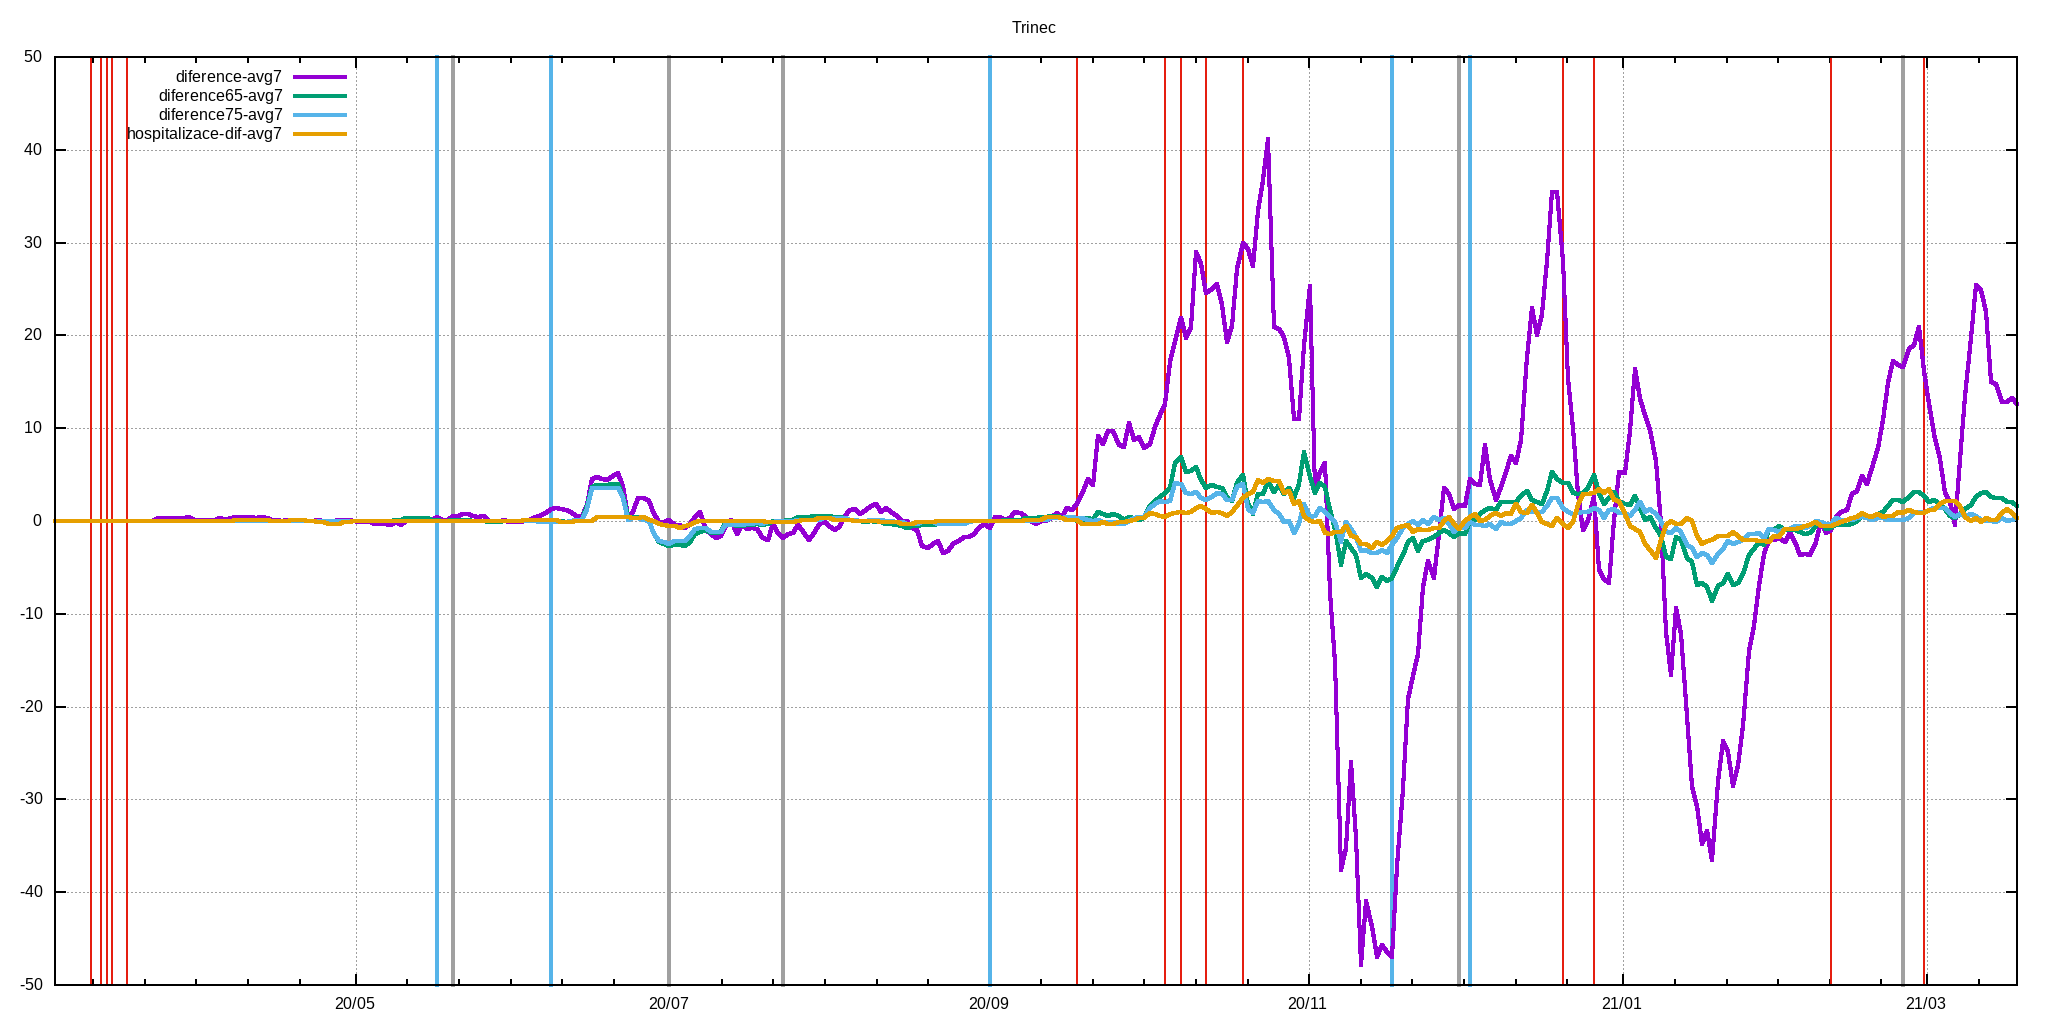 Trinec
diference-avg7
diference65-avg7
diference75-avg7
hospitalizace-dif-avg7
50
40
30
20
10
0
-10
-20
-30
-40
-50
20/05 20/07 20/09 20/11 21/01 21/03